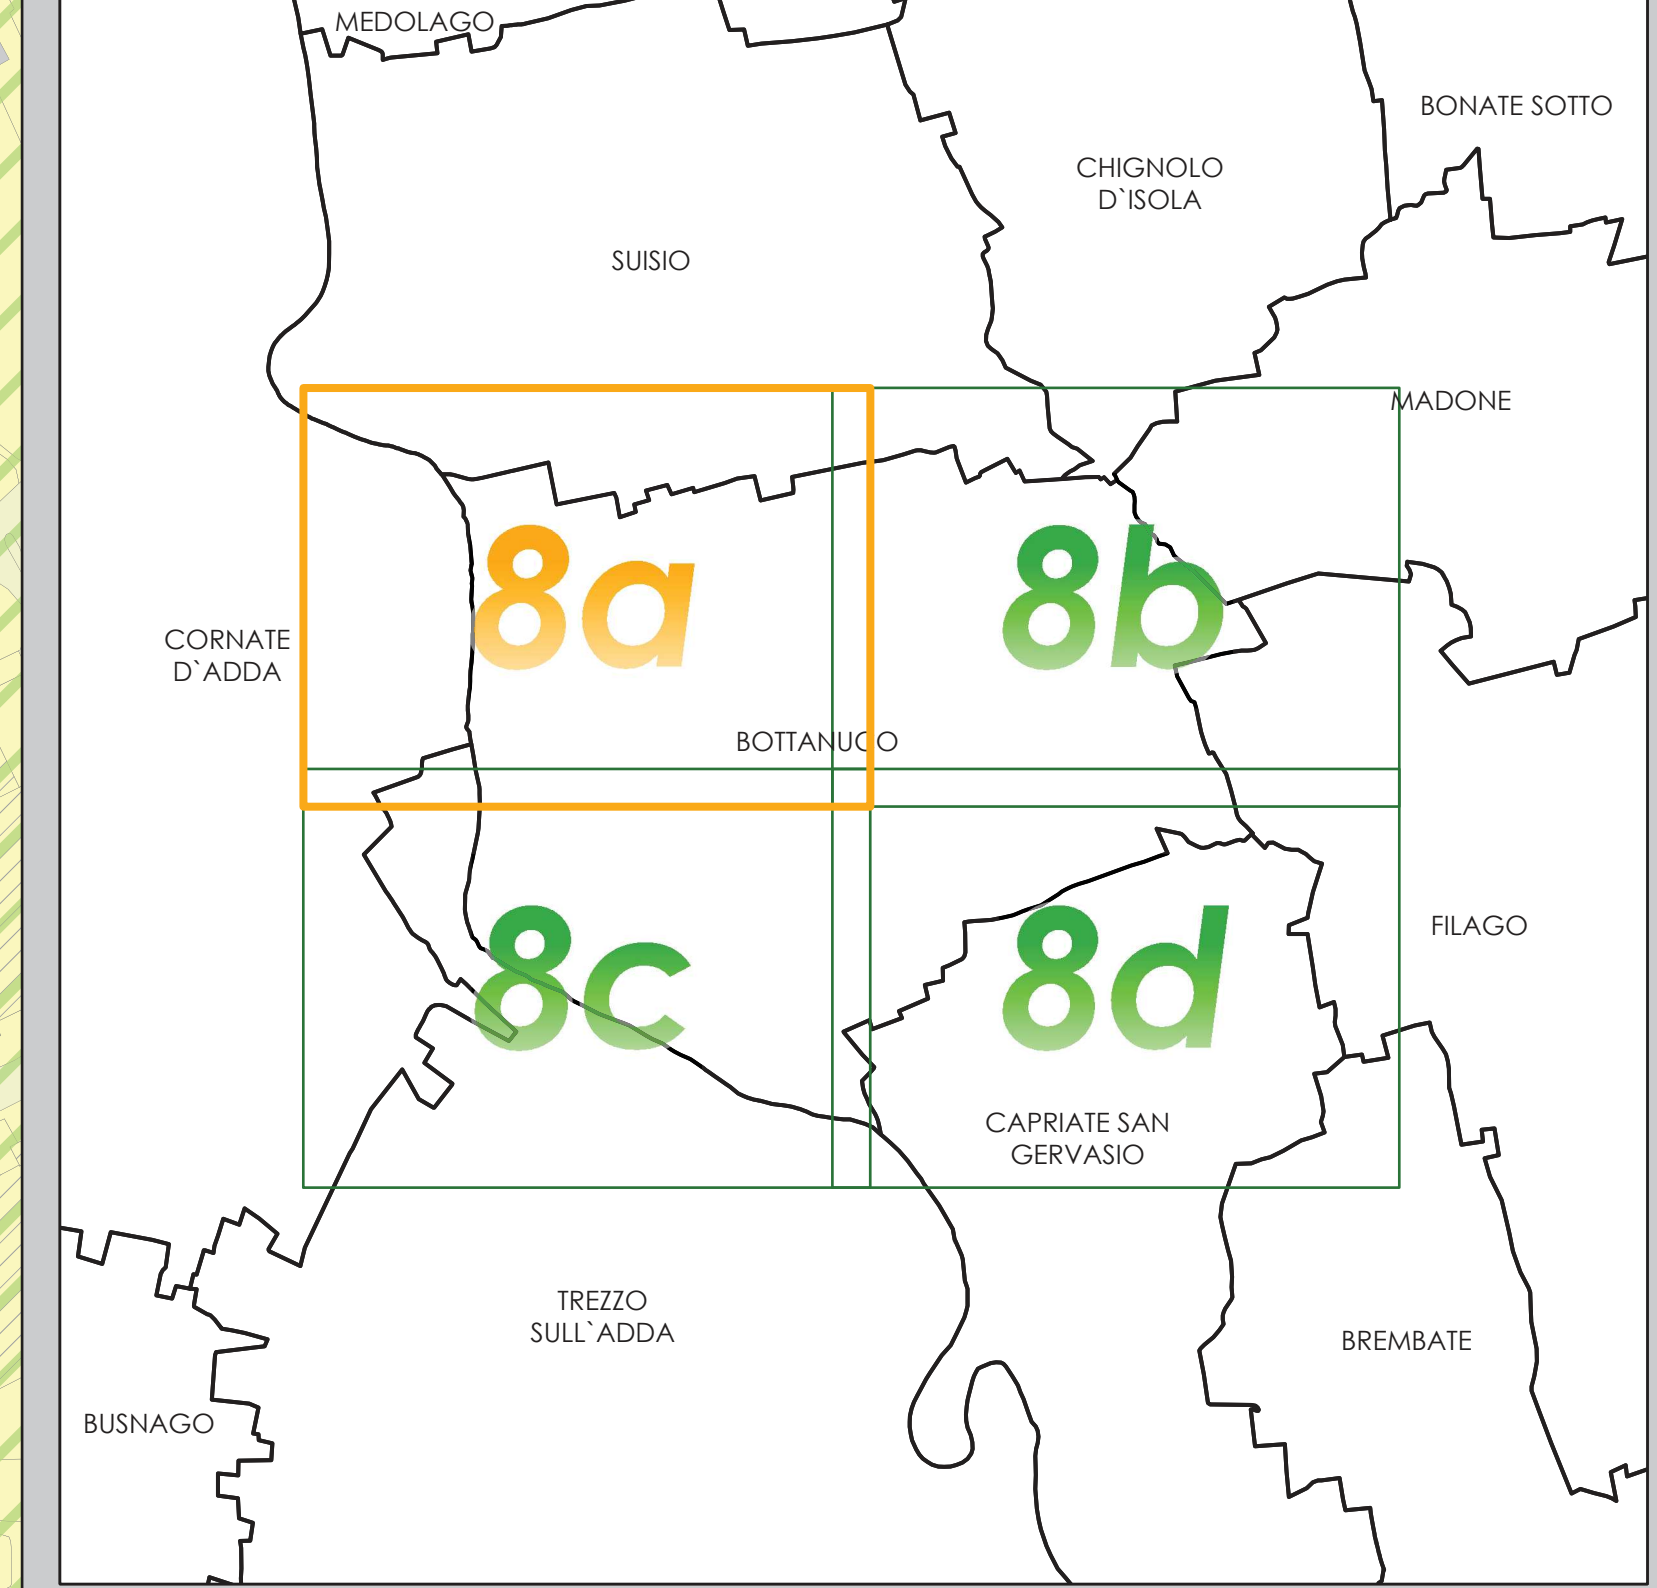 MEDOLAGO
BONATE SOTTO
CHIGNOLO
D`ISOLA
SUISIO
MADONE
8a
8b
CORNATE
D`ADDA
BOTTANUCO
8c
8d
FILAGO
CAPRIATE SAN
GERVASIO
TREZZO
SULL`ADDA
BREMBATE
BUSNAGO